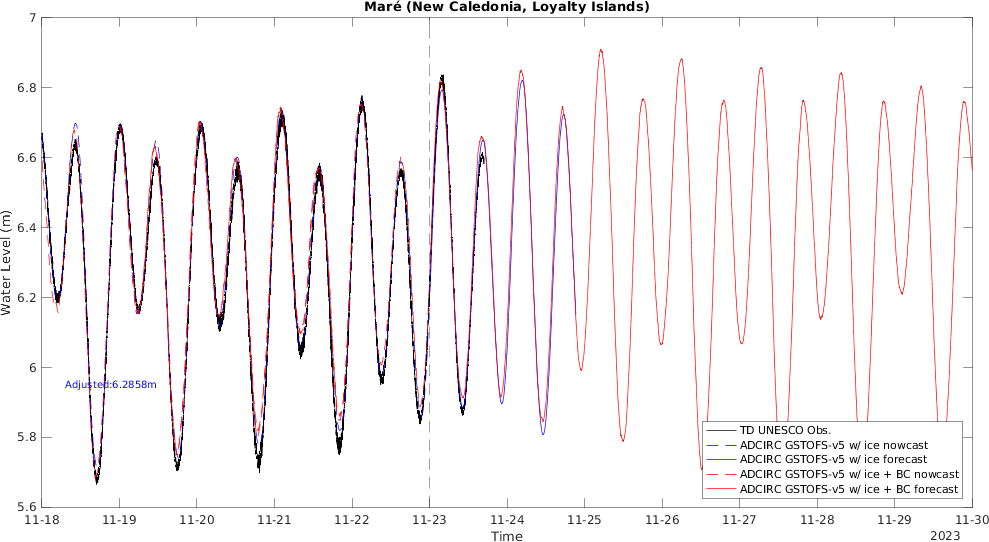 Maré (New Caledonia, Loyalty Islands)
7
6.8
6.6
6.4
6.2
6
5.8
5.6
Water Level (m)
Adjusted:6.2858m
TD UNESCO Obs.
ADCIRC GSTOFS-v5 w/ ice nowcast
ADCIRC GSTOFS-v5 w/ ice forecast
ADCIRC GSTOFS-v5 w/ ice + BC nowcast
ADCIRC GSTOFS-v5 w/ ice + BC forecast
11-18 11-19 11-20 11-21 11-22 11-23 11-24 11-25 11-26 11-27 11-28 11-29 11-30
Time
2023